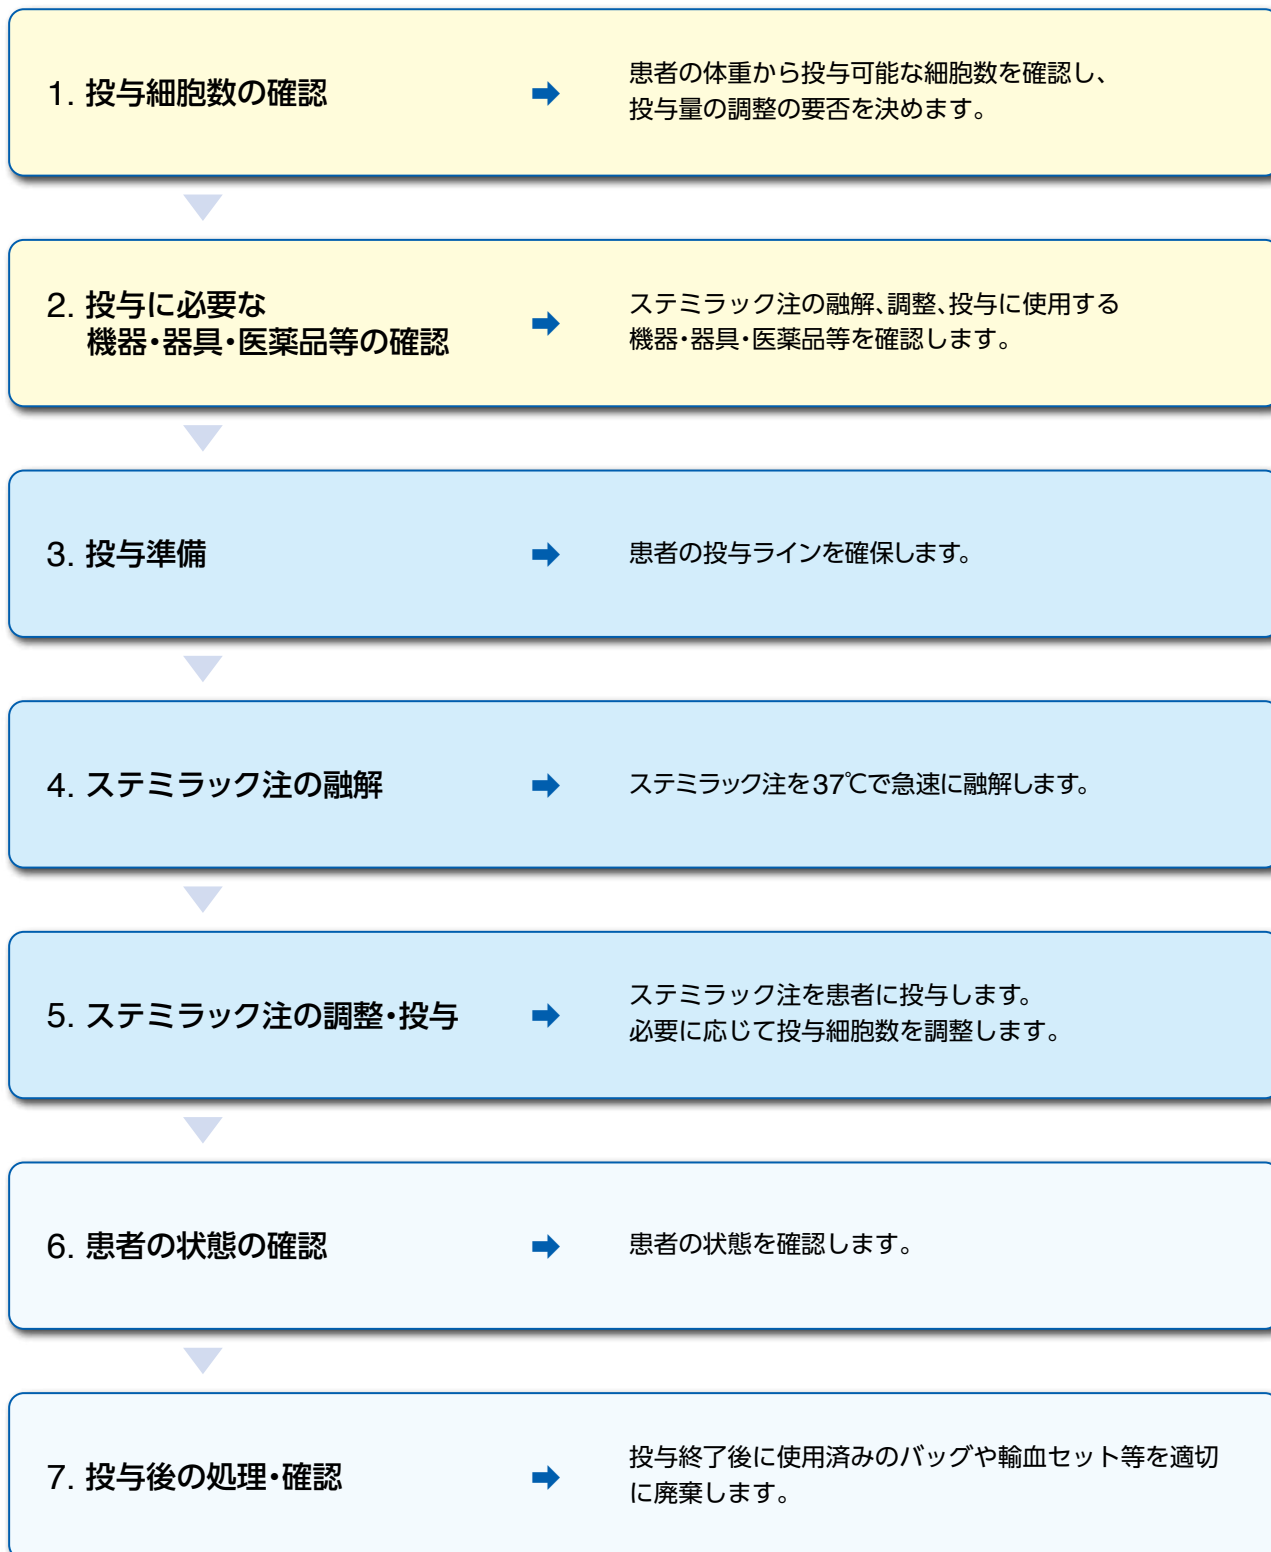 1. 投与細胞数の確認
患者の体重から投与可能な細胞数を確認し、
投与量の調整の要否を決めます。
2. 投与に必要な
機器・器具・医薬品等の確認
ステミラック注の融解、調整、投与に使用する
機器・器具・医薬品等を確認します。
3. 投与準備
患者の投与ラインを確保します。
4. ステミラック注の融解
ステミラック注を37℃で急速に融解します。
5. ステミラック注の調整・投与
ステミラック注を患者に投与します。
必要に応じて投与細胞数を調整します。
6. 患者の状態の確認
患者の状態を確認します。
7. 投与後の処理・確認
投与終了後に使用済みのバッグや輸血セット等を適切
に廃棄します。